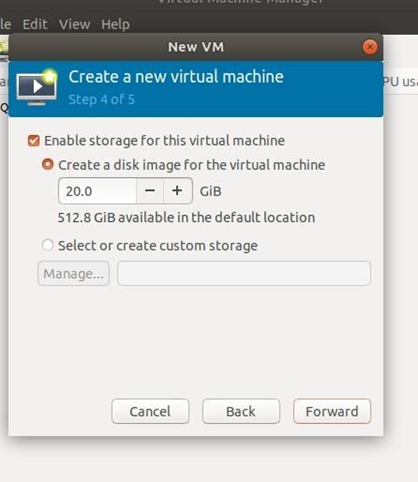 Virtual Machine Manager
le Edit View Help
New VM
Create a new virtual machine
Step 4 of 5
PU usa
Enable storage for this virtual machine
Create a disk image for the virtual machine
20.0 − + GiB
512.8 GiB available in the default location
Select or create custom storage
Manage...
Cancel Back Forward